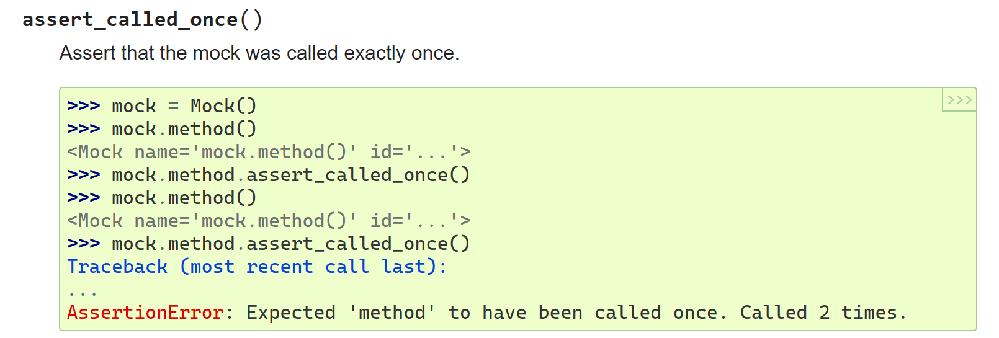 assert_called_once()
Assert that the mock was called exactly once.
>>>
>>> mock = Mock()
>>> mock.method()
<Mock name='mock.method()' id='...'>
>>> mock.method.assert_called_once()
>>> mock.method()
<Mock name='mock.method()' id='...'>
>>> mock.method.assert_called_once()
Traceback (most recent call last):
...
AssertionError: Expected 'method' to have been called once. Called 2 times.